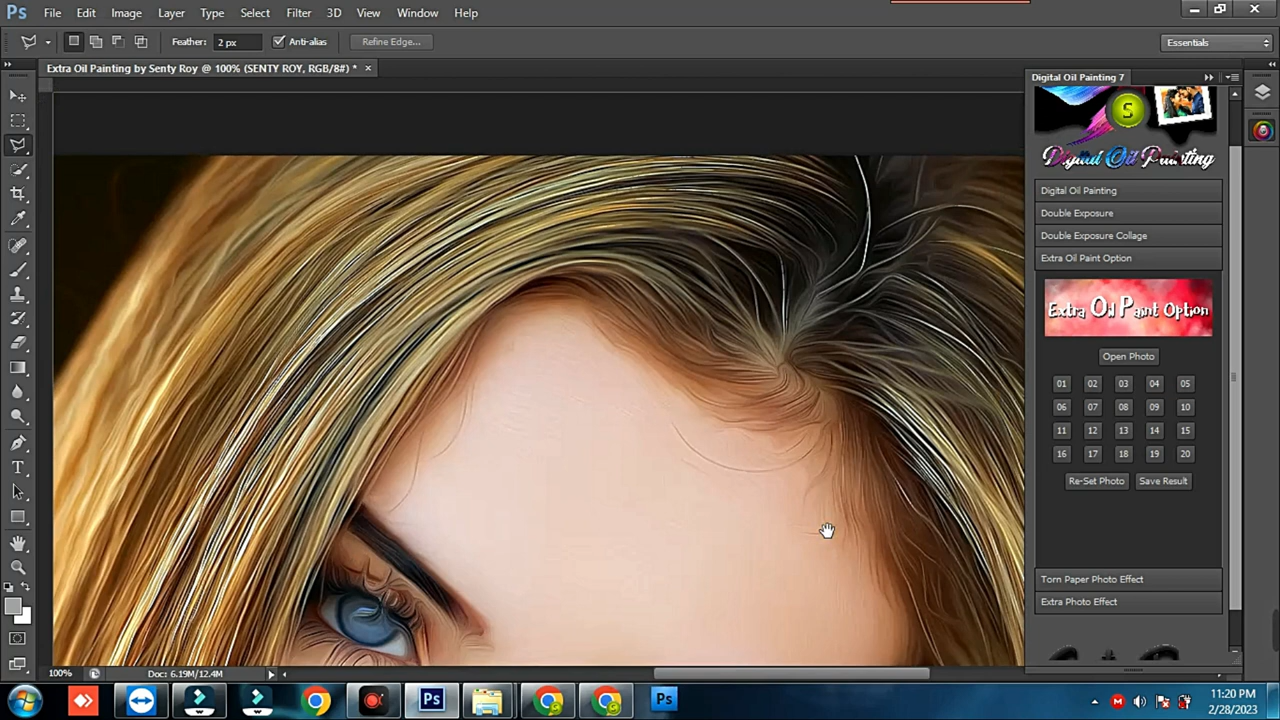 Ps File Edit Image Layer Type Select Filter 3D View Window Help
Feather: 2 px Anti-alias Refine Edge... Essentials
Extra Oil Painting by Senty Roy @ 100% (SENTY ROY, RGB/8#) * ×
Digital Oil Painting 7
S
Digital Oil Painting
Digital Oil Painting
Double Exposure
Double Exposure Collage
Extra Oil Paint Option
Extra Oil Paint Option
Open Photo
01 02 03 04 05
06 07 08 09 10
11 12 13 14 15
16 17 18 19 20
Re-Set Photo Save Result
Torn Paper Photo Effect
Extra Photo Effect
100% Doc: 6.19M/12.4M
Ps Ps
11:20 PM
2/28/2023